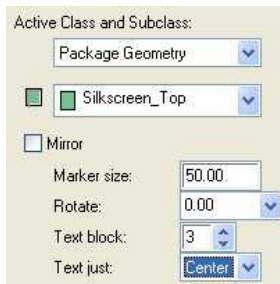 Active Class and Subclass:
Package Geometry
Silkscreen_Top
Mirror
Marker size: 50.00
Rotate: 0.00
Text block: 3
Text just: Center